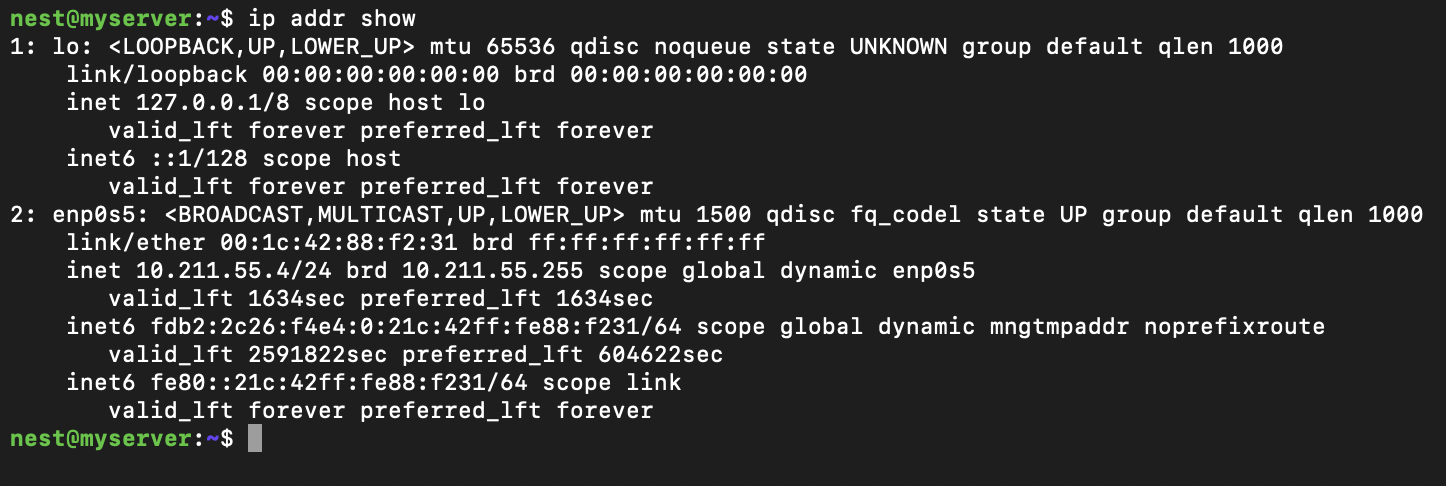 nest@myserver:~$ ip addr show
1: lo: <LOOPBACK,UP,LOWER_UP> mtu 65536 qdisc noqueue state UNKNOWN group default qlen 1000
    link/loopback 00:00:00:00:00:00 brd 00:00:00:00:00:00
    inet 127.0.0.1/8 scope host lo
       valid_lft forever preferred_lft forever
    inet6 ::1/128 scope host
       valid_lft forever preferred_lft forever
2: enp0s5: <BROADCAST,MULTICAST,UP,LOWER_UP> mtu 1500 qdisc fq_codel state UP group default qlen 1000
    link/ether 00:1c:42:88:f2:31 brd ff:ff:ff:ff:ff:ff
    inet 10.211.55.4/24 brd 10.211.55.255 scope global dynamic enp0s5
       valid_lft 1634sec preferred_lft 1634sec
    inet6 fdb2:2c26:f4e4:0:21c:42ff:fe88:f231/64 scope global dynamic mngtmpaddr noprefixroute
       valid_lft 2591822sec preferred_lft 604622sec
    inet6 fe80::21c:42ff:fe88:f231/64 scope link
       valid_lft forever preferred_lft forever
nest@myserver:~$